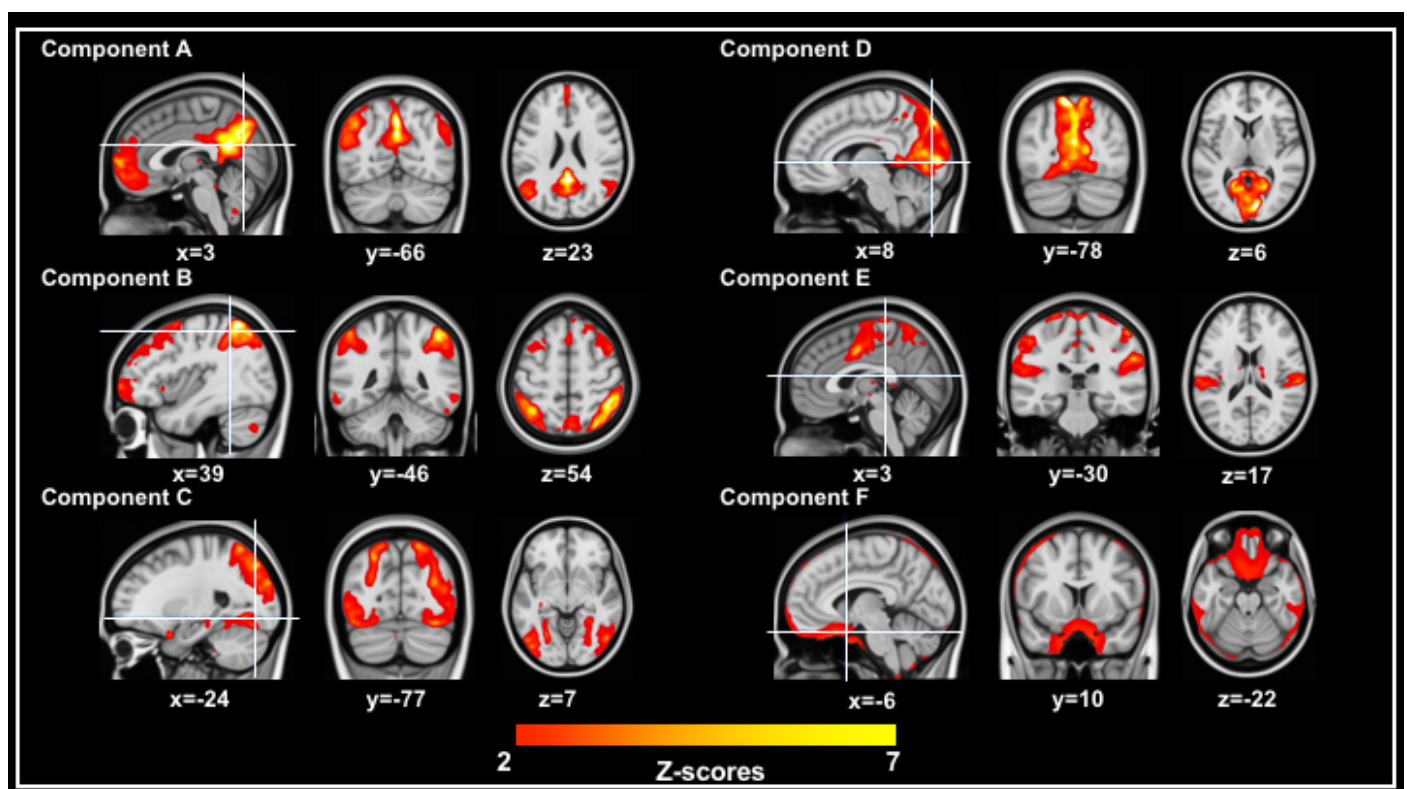 Component A
x=3 y=-66 z=23
Component B
x=39 y=-46 z=54
Component C
x=-24 y=-77 z=7
Component D
x=8 y=-78 z=6
Component E
x=3 y=-30 z=17
Component F
x=-6 y=10 z=-22
2 7
Z-scores